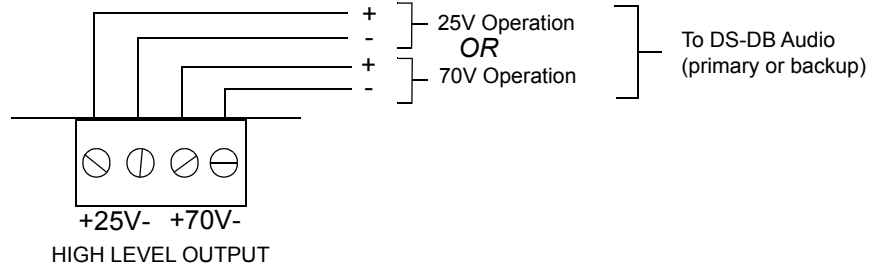 +
- 25V Operation
OR
+
- 70V Operation
To DS-DB Audio
(primary or backup)
+25V- +70V-
HIGH LEVEL OUTPUT